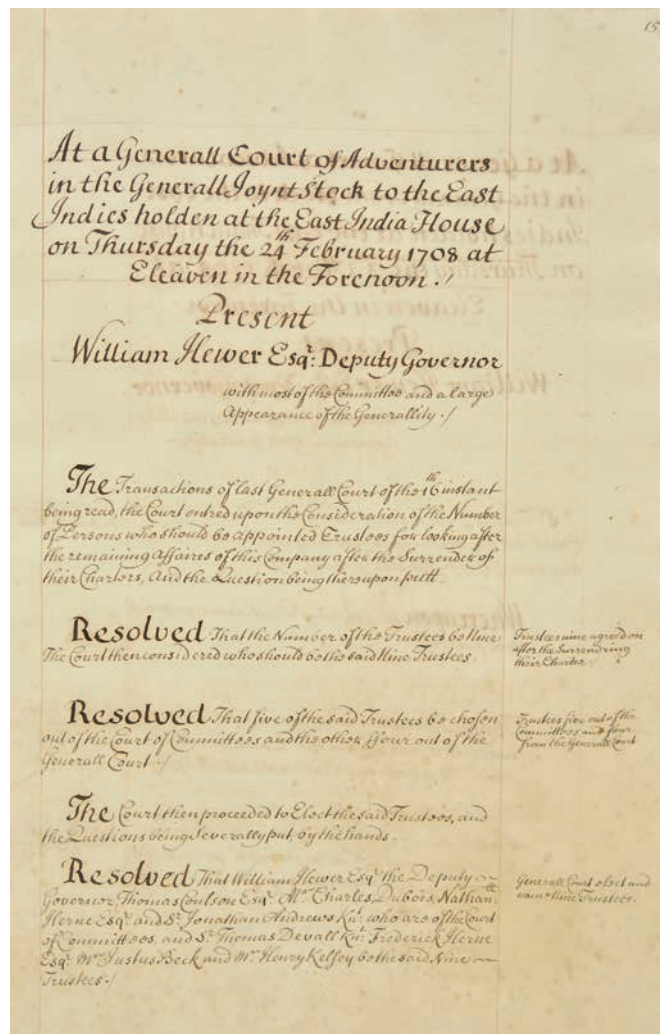 15
At a Generall Court of Adventurers
in the Generall Joynt Stock to the East
Indies holden at the East India House
on Thursday the 24th February 1708 at
Eleaven in the Forenoon ./
Present
William Hewer Esqr: Deputy Governor
with most of the Committee and a large
Appearance of the Generallity ./
The Transactions of last Generall Court of the 16th instant
being read, the Court entred upon the Consideration of the Number
of Persons who should be appointed Trustees for looking after
the remaining Affaires of this Company after the Surrender of
their Charters, And the Question being thereupon putt.
Resolved That the Number of the Trustees be Nine
The Court then considered who should be the said Nine Trustees.
Trustees nine agreed on
after the Surrendring
their Charter ./
Resolved That five of the said Trustees be chosen
out of the Court of Committees and the other ffour out of the
Generall Court ./
Trustees five out of the
Committees and four
from the Generall Court
The Court then proceeded to Elect the said Trustees, and
the Questions being Severally put, by the hands.
Resolved That William Hewer Esqr the Deputy
Governor, Thomas Coulson Esqr Mr Charles Dubois, Nathan
Herne Esqr and Sr Jonathan Andrews Knt: who are of the Court
of Committees, and Sr Thomas Devall Knt Frederick Herne
Esqr Mr Justus Beck and Mr Henry Kelsey be the said Nine
Trustees ./
Generall Court elect and
name nine Trustees.